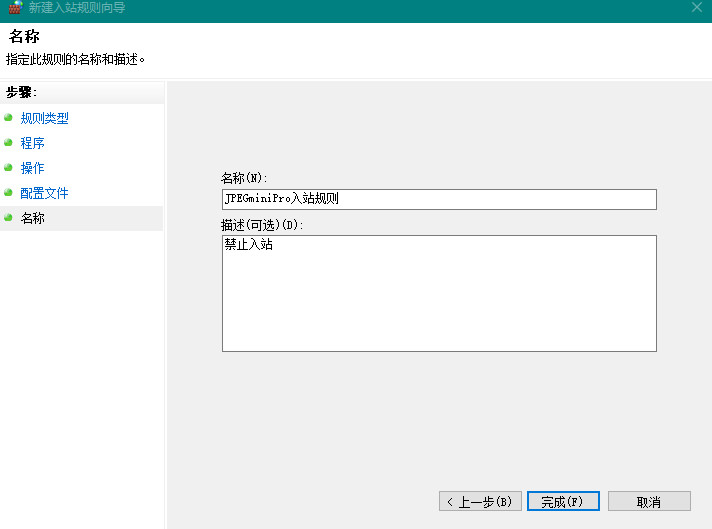 新建入站规则向导
名称
指定此规则的名称和描述。
步骤:
规则类型
程序
操作
配置文件
名称
名称(N):
JPEGminiPro入站规则
描述(可选)(D):
禁止入站
< 上一步(B)
完成(F)
取消